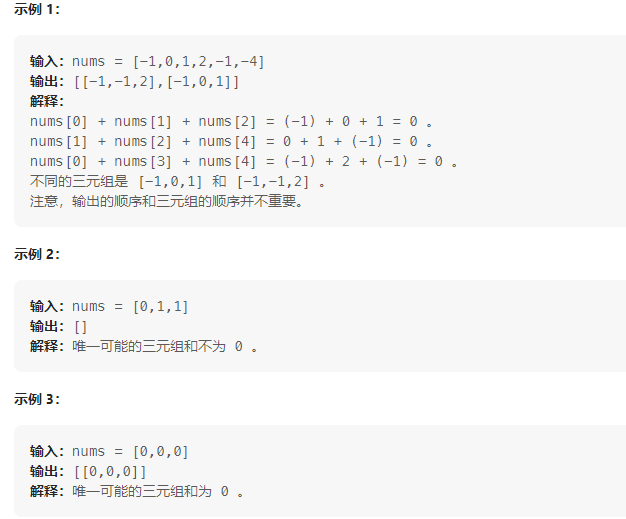 示例 1:
输入: nums = [-1,0,1,2,-1,-4]
输出: [[-1,-1,2],[-1,0,1]]
解释:
nums[0] + nums[1] + nums[2] = (-1) + 0 + 1 = 0 。
nums[1] + nums[2] + nums[4] = 0 + 1 + (-1) = 0 。
nums[0] + nums[3] + nums[4] = (-1) + 2 + (-1) = 0 。
不同的三元组是 [-1,0,1] 和 [-1,-1,2] 。
注意，输出的顺序和三元组的顺序并不重要。
示例 2:
输入: nums = [0,1,1]
输出: []
解释: 唯一可能的三元组和不为 0 。
示例 3:
输入: nums = [0,0,0]
输出: [[0,0,0]]
解释: 唯一可能的三元组和为 0 。